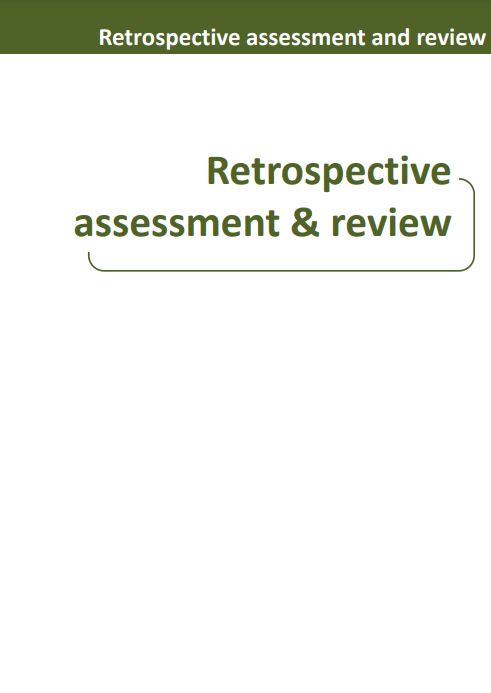 Retrospective assessment and review
Retrospective
assessment & review